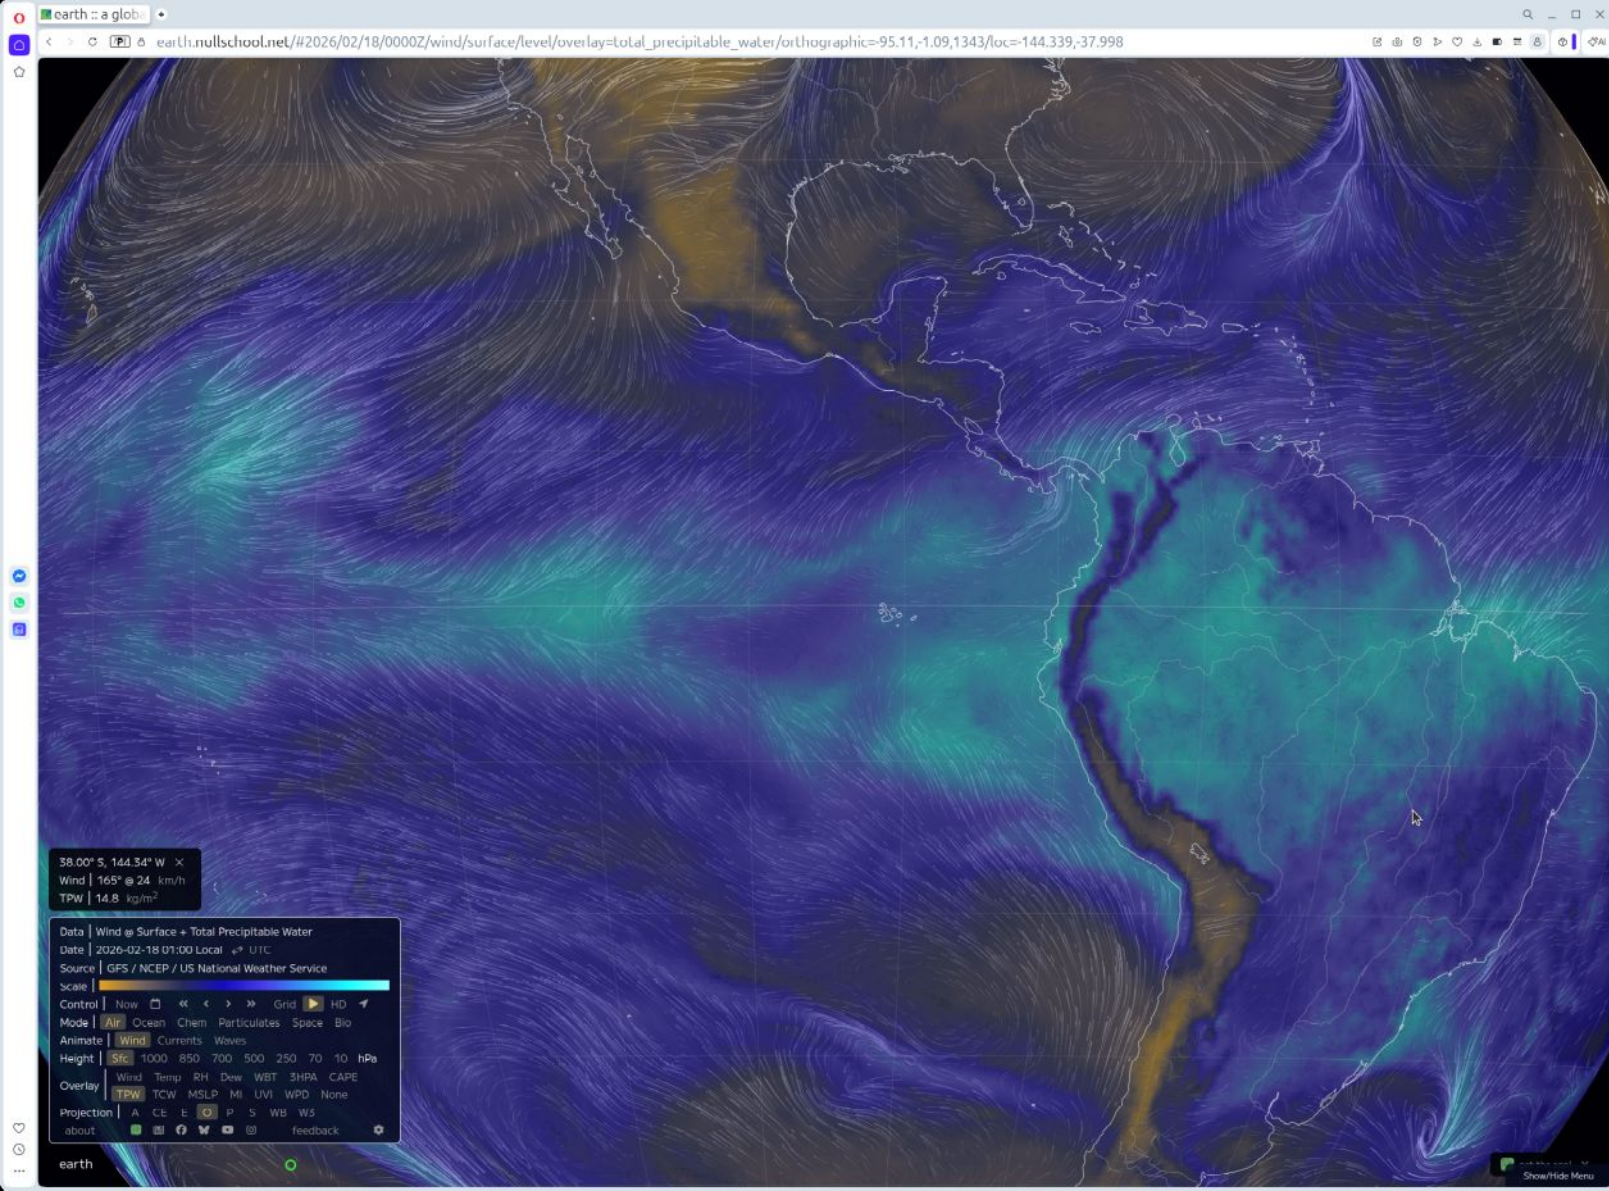 earth :: a globa
earth.nullschool.net/#2026/02/18/0000Z/wind/surface/level/overlay=total_precipitable_water/orthographic=-95.11,-1.09,1343/loc=-144.339,-37.998
AI
38.00° S, 144.34° W ×
Wind | 165° @ 24 km/h
TPW | 14.8 kg/m²
Data | Wind @ Surface + Total Precipitable Water
Date | 2026-02-18 01:00 Local ⇄ UTC
Source | GFS / NCEP / US National Weather Service
Scale |
Control | Now « ‹ › » Grid HD
Mode | Air Ocean Chem Particulates Space Bio
Animate | Wind Currents Waves
Height | Sfc 1000 850 700 500 250 70 10 hPa
Overlay | Wind Temp RH Dew WBT 3HPA CAPE
TPW TCW MSLP MI UVI WPD None
Projection | A CE E O P S WB W3
about feedback
earth
Show/Hide Menu